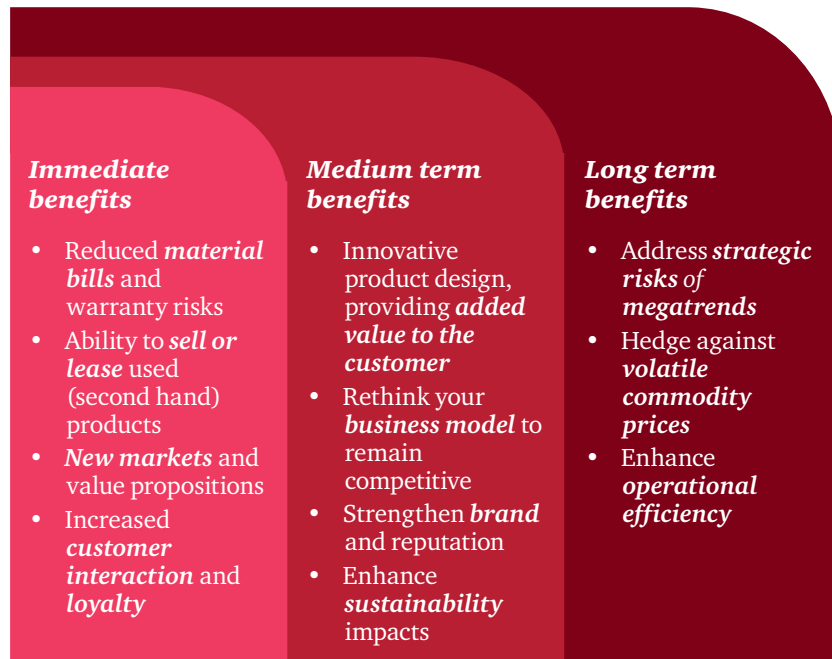 Immediate
benefits
• Reduced material
bills and
warranty risks
• Ability to sell or
lease used
(second hand)
products
• New markets and
value propositions
• Increased
customer
interaction and
loyalty
Medium term
benefits
• Innovative
product design,
providing added
value to the
customer
• Rethink your
business model to
remain
competitive
• Strengthen brand
and reputation
• Enhance
sustainability
impacts
Long term
benefits
• Address strategic
risks of
megatrends
• Hedge against
volatile
commodity
prices
• Enhance
operational
efficiency